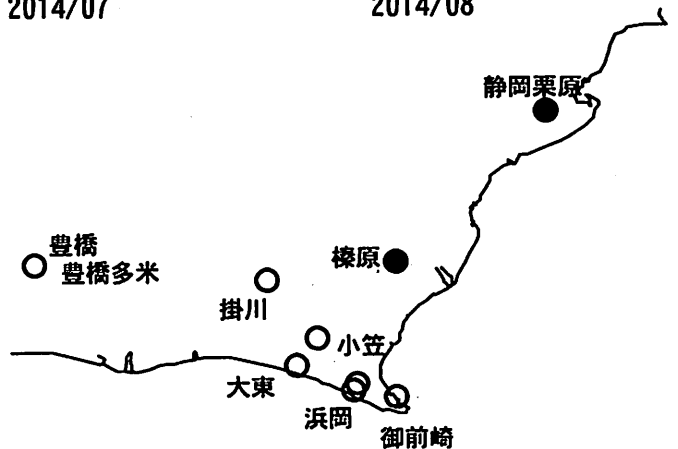 2014/07
2014/08
静岡栗原
豊橋
豊橋多米
榛原
掛川
小笠
大東
浜岡
御前崎